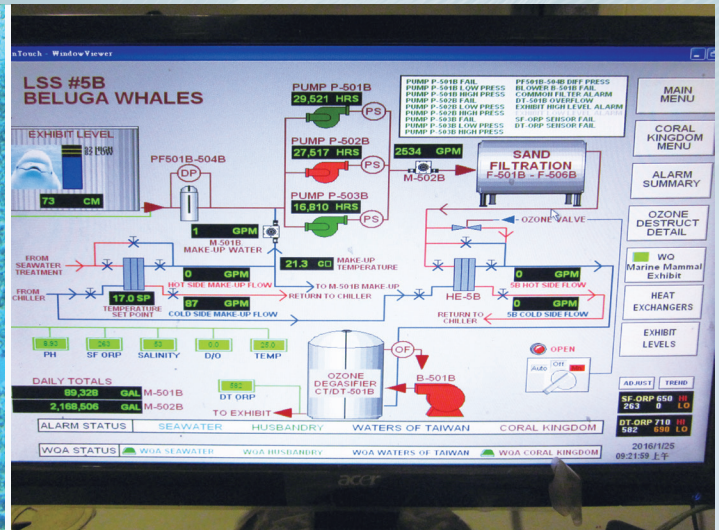 nTouch - WindowViewer
LSS #5B
BELUGA WHALES
EXHIBIT LEVEL
73 CM
PF501B-504B
DP
PUMP P-501B
29,521 HRS
PS
PUMP P-502B
27,517 HRS
PS
PUMP P-503B
16,810 HRS
PS
2534 GPM
M-502B
PUMP P-501B FAIL
PUMP P-501B LOW PRESS
PUMP P-501B HIGH PRESS
PUMP P-502B FAIL
PUMP P-502B LOW PRESS
PUMP P-502B HIGH PRESS
PUMP P-503B FAIL
PUMP P-503B LOW PRESS
PUMP P-503B HIGH PRESS
PF501B-504B DIFF PRESS
BLOWER B-501B FAIL
COMMON FILTER ALARM
DT-501B OVERFLOW
EXHIBIT HIGH LEVEL ALARM
EXHIBIT LOW LEVEL ALARM
SF-ORP SENSOR FAIL
DT-ORP SENSOR FAIL
SAND
FILTRATION
F-501B - F-506B
MAIN
MENU
CORAL
KINGDOM
MENU
ALARM
SUMMARY
OZONE
DESTRUCT
DETAIL
WQ
Marine Mammal
Exhibit
HEAT
EXCHANGERS
EXHIBIT
LEVELS
1 GPM
M-501B
MAKE-UP WATER
OZONE VALVE
FROM
SEAWATER
TREATMENT
FROM
CHILLER
17.0 SP
TEMPERATURE
SET POINT
0 GPM
HOT SIDE MAKE-UP FLOW
87 GPM
COLD SIDE MAKE-UP FLOW
21.3 C
MAKE-UP
TEMPERATURE
TO M-501B MAKE-UP
RETURN TO CHILLER
HE-5B
0 GPM
5B HOT SIDE FLOW
0 GPM
5B COLD SIDE FLOW
RETURN TO
CHILLER
PH
SF ORP
SALINITY
D/O
TEMP
263
0.0
DT ORP
582
DAILY TOTALS
89,328 GAL M-501B
2,168,506 GAL M-502B
TO EXHIBIT
OZONE
DEGASIFIER
CT/DT-501B
OF
B-501B
OPEN
Auto Off
ADJUST TREND
SF-ORP 650 HI
263 0 LO
DT-ORP 710 HI
582 690 LO
2016/1/25
09:21:59 上午
ALARM STATUS SEAWATER HUSBANDRY WATERS OF TAIWAN CORAL KINGDOM
WQA STATUS WQA SEAWATER WQA HUSBANDRY WQA WATERS OF TAIWAN WQA CORAL KINGDOM
acer